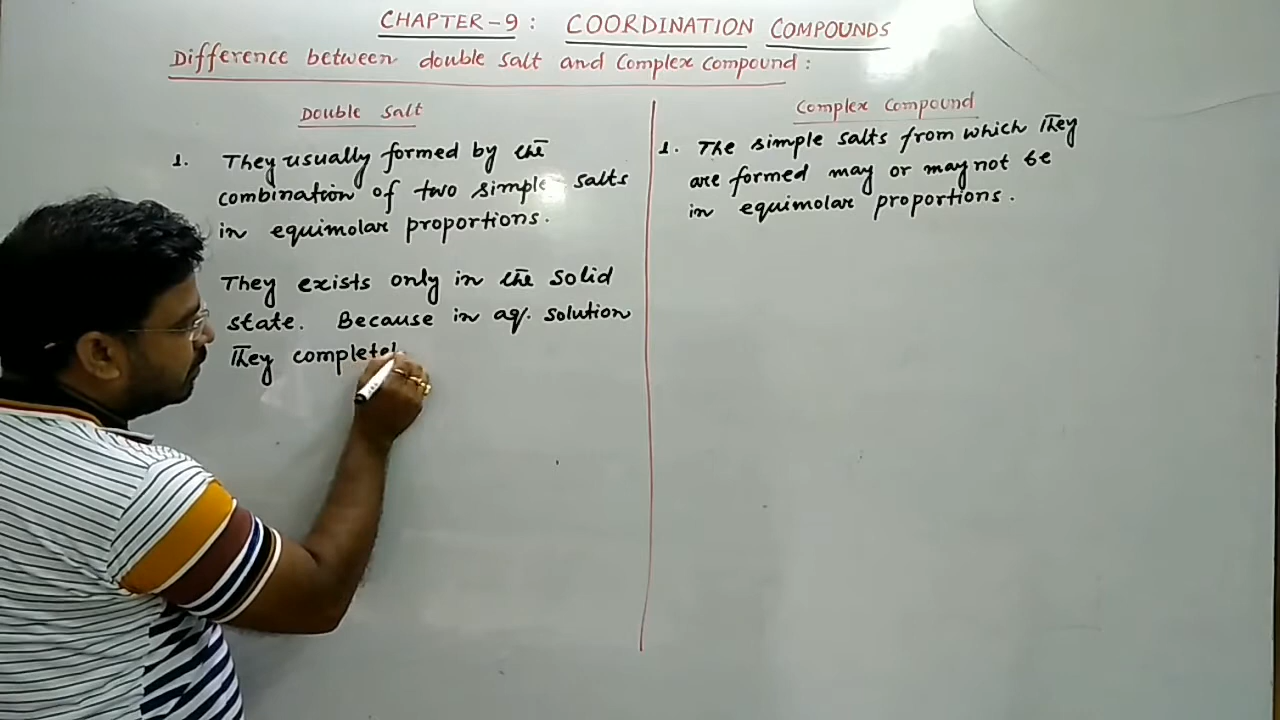 CHAPTER-9: COORDINATION COMPOUNDS
Difference between double salt and Complex Compound:
Double Salt
1. They usually formed by the
combination of two simple salts
in equimolar proportions.
They exists only in the solid
state. Because in aq. solution
They completel
Complex Compound
1. The simple salts from which They
are formed may or may not be
in equimolar proportions.